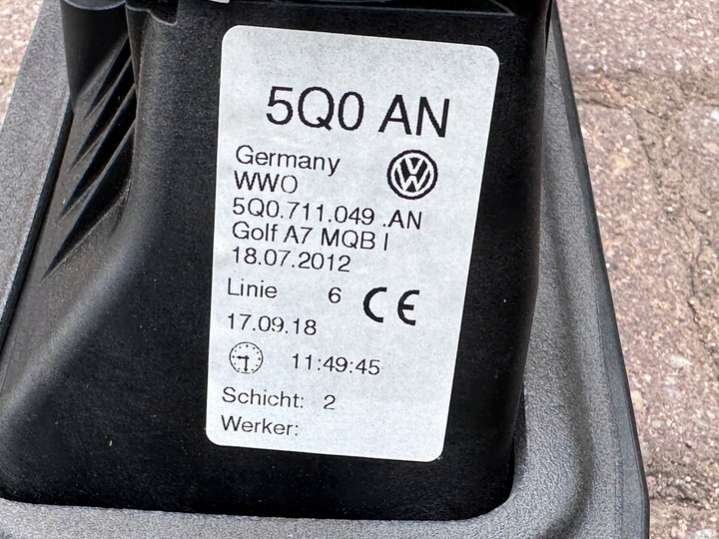 5Q0 AN
Germany
WWO
5Q0.711.049 .AN
Golf A7 MQB I
18.07.2012
Linie 6 CE
17.09.18
11:49:45
Schicht: 2
Werker: